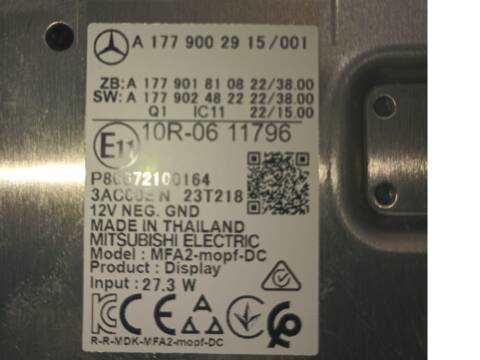 A 177 900 29 15/001
ZB: A 177 901 81 08 22/38.00
SW: A 177 902 48 22 22/38.00
Q1 IC11 22/15.00
E11 10R-06 11796
23T218
12V NEG. GND
MADE IN THAILAND
MITSUBISHI ELECTRIC
Model : MFA2-mopf-DC
Product : Display
Input : 27.3 W
CE
R-R-MDK-MFA2-mopf-DC